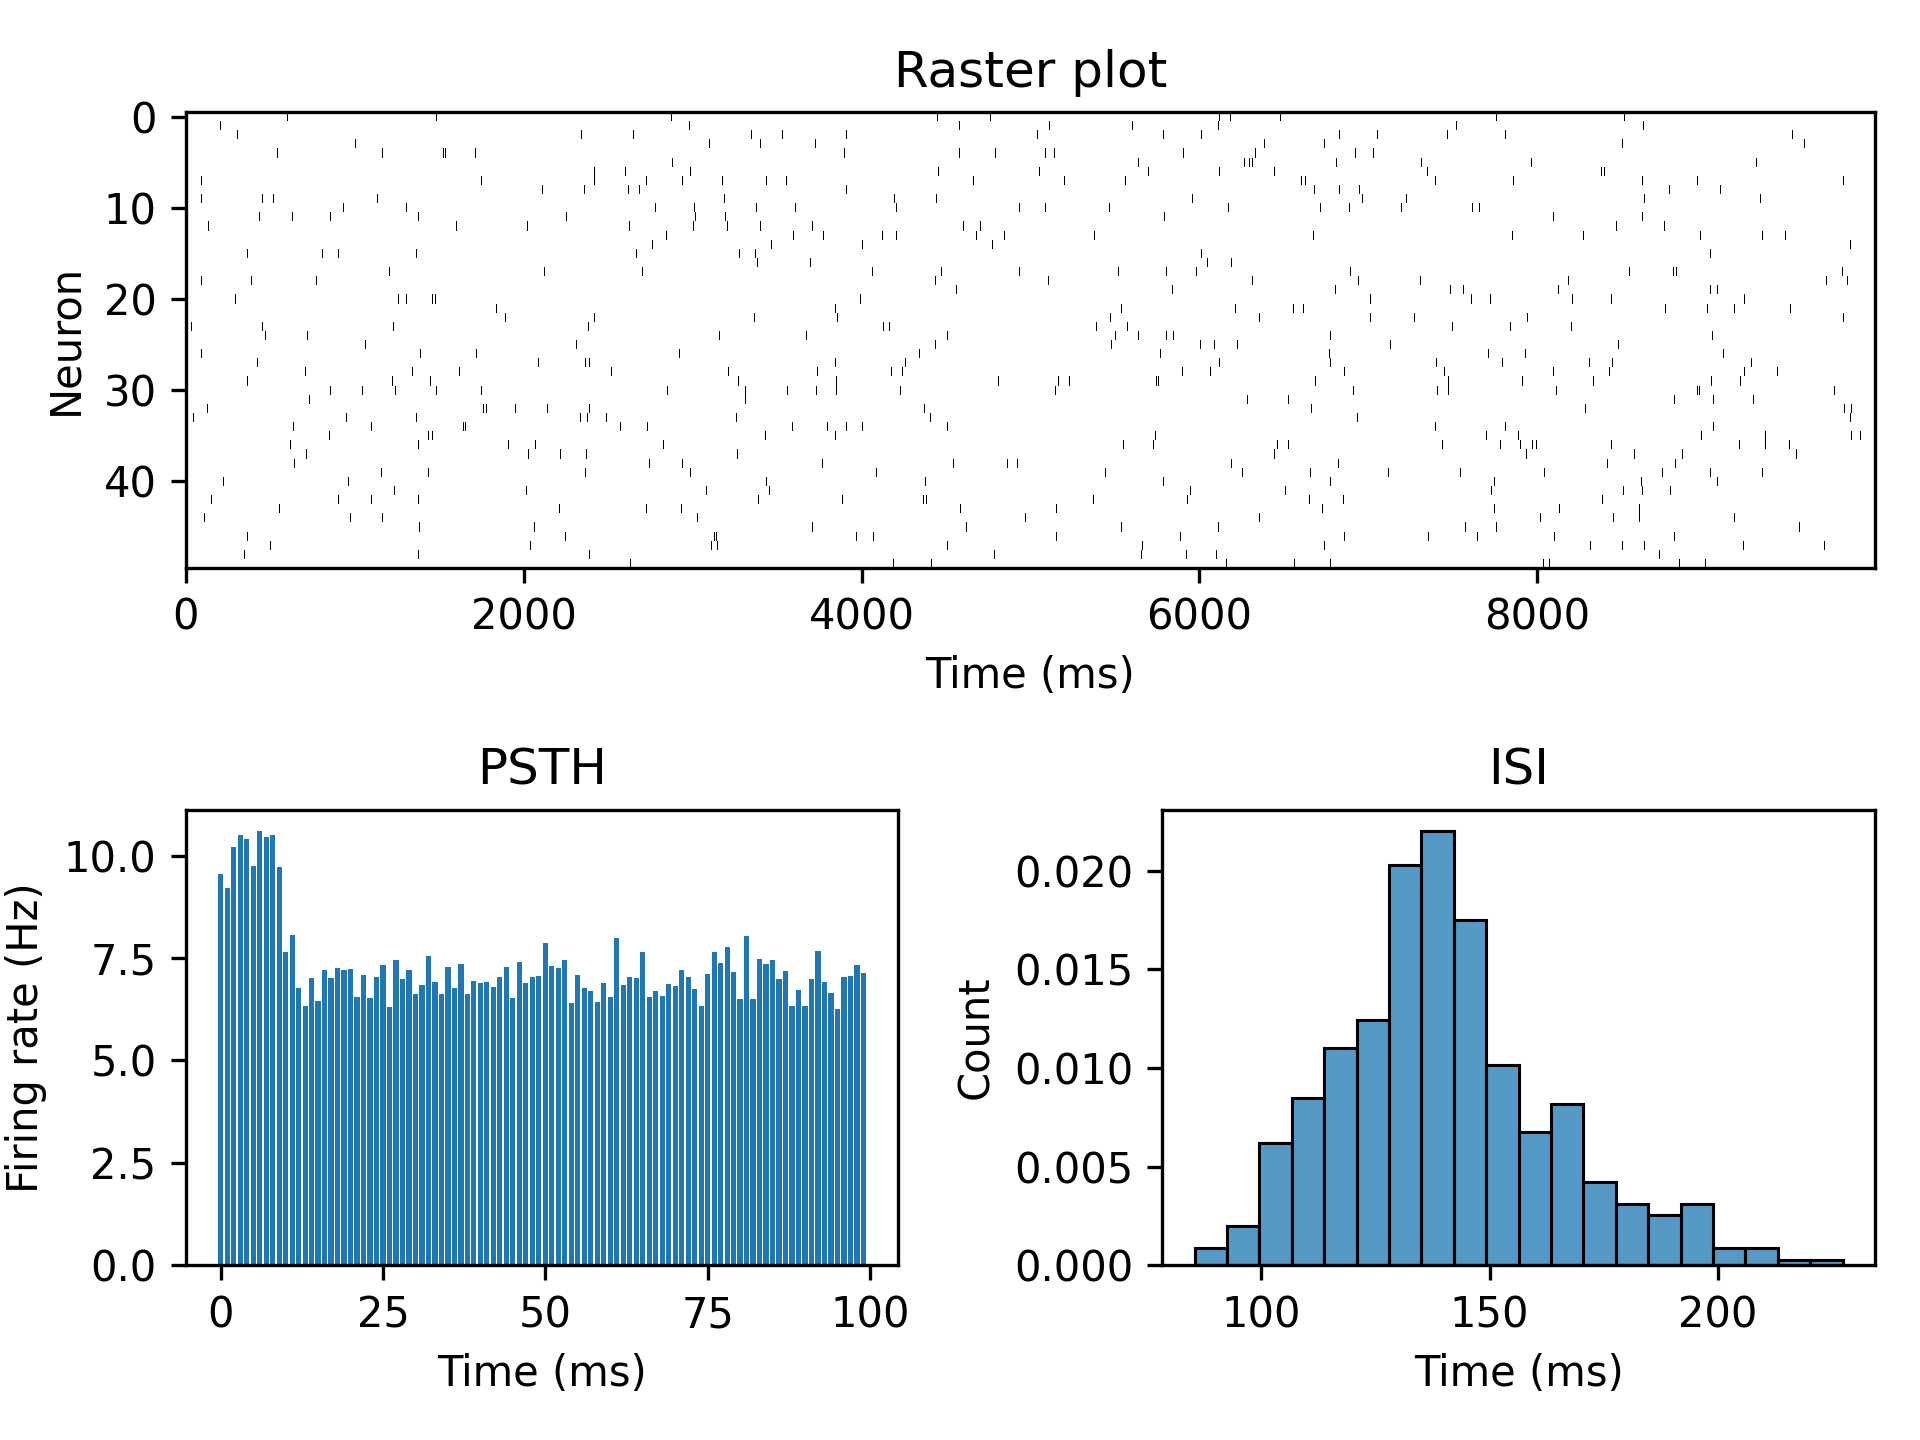 Raster plot
Neuron
0
10
20
30
40
0 2000 4000 6000 8000
Time (ms)
PSTH
Firing rate (Hz)
10.0
7.5
5.0
2.5
0.0
0 25 50 75 100
Time (ms)
ISI
Count
0.020
0.015
0.010
0.005
0.000
100 150 200
Time (ms)